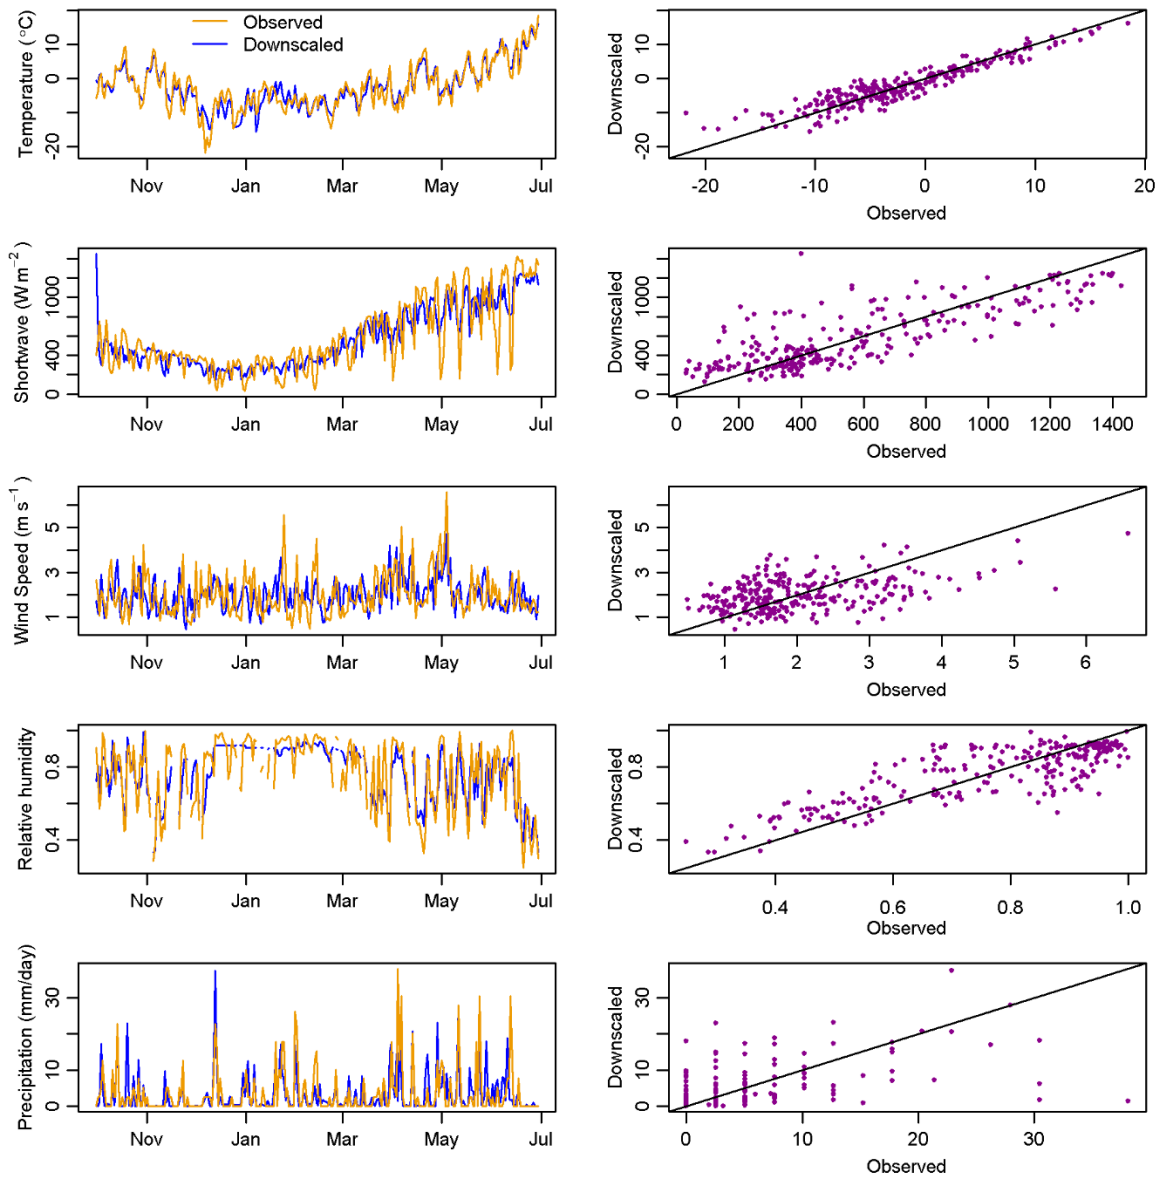 Observed
Downscaled
Temperature (°C)
-20
0
10
Nov
Jan
Mar
May
Jul
Downscaled
-20
0
10
-20
-10
0
10
20
Observed
Shortwave (W m−2)
0
400
1000
Nov
Jan
Mar
May
Jul
Downscaled
0
400
1000
0
200
400
600
800
1000
1200
1400
Observed
Wind Speed (m s−1)
1
3
5
Nov
Jan
Mar
May
Jul
Downscaled
1
3
5
1
2
3
4
5
6
Observed
Relative humidity
0.4
0.8
Nov
Jan
Mar
May
Jul
Downscaled
0.4
0.8
0.4
0.6
0.8
1.0
Observed
Precipitation (mm/day)
0
10
30
Nov
Jan
Mar
May
Jul
Downscaled
0
10
30
0
10
20
30
Observed